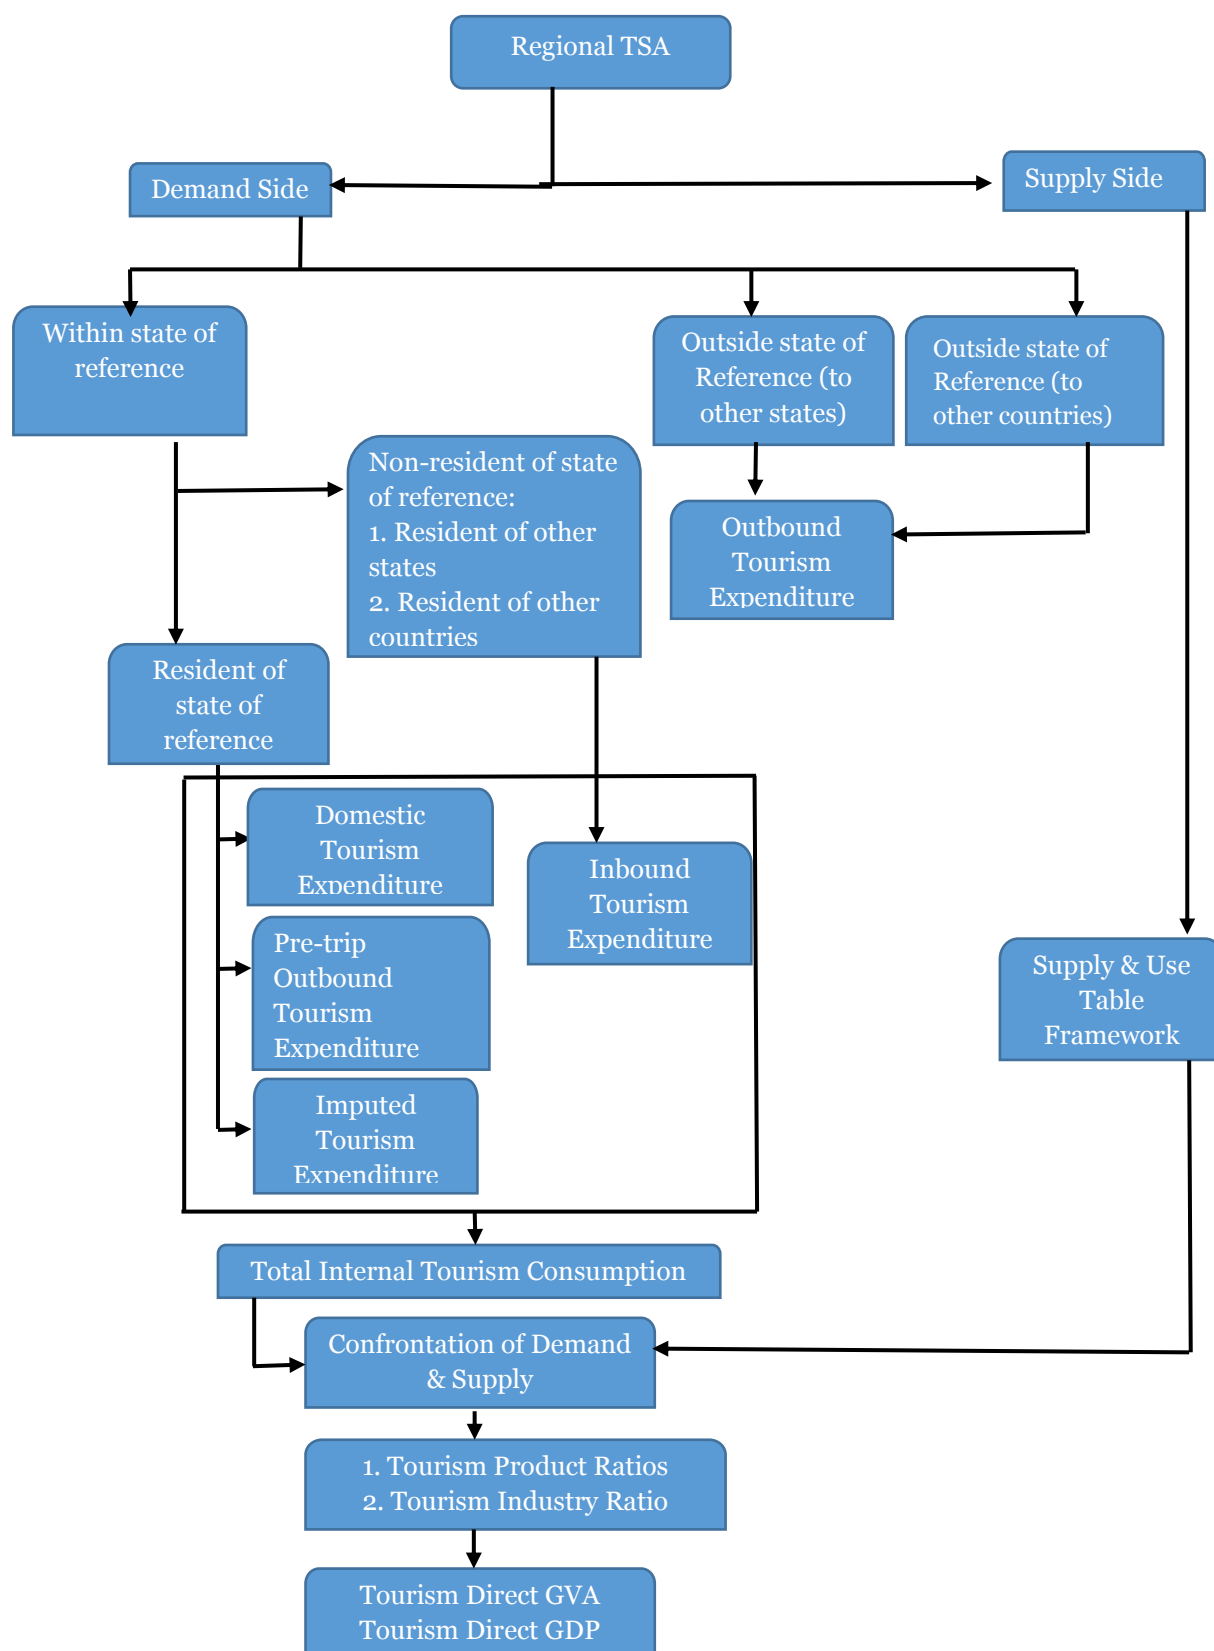 Regional TSA
Demand Side
Supply Side
Within state of
reference
Outside state of
Reference (to
other states)
Outside state of
Reference (to
other countries)
Non-resident of state
of reference:
1. Resident of other
states
2. Resident of other
countries
Outbound
Tourism
Expenditure
Resident of
state of
reference
Domestic
Tourism
Expenditure
Inbound
Tourism
Expenditure
Pre-trip
Outbound
Tourism
Expenditure
Supply & Use
Table
Framework
Imputed
Tourism
Expenditure
Total Internal Tourism Consumption
Confrontation of Demand
& Supply
1. Tourism Product Ratios
2. Tourism Industry Ratio
Tourism Direct GVA
Tourism Direct GDP